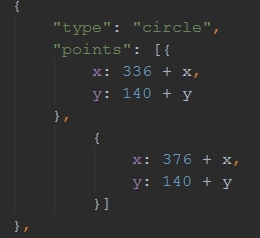 {
"type": "circle",
"points": [{
x: 336 + x,
y: 140 + y
},
{
x: 376 + x,
y: 140 + y
}]
},